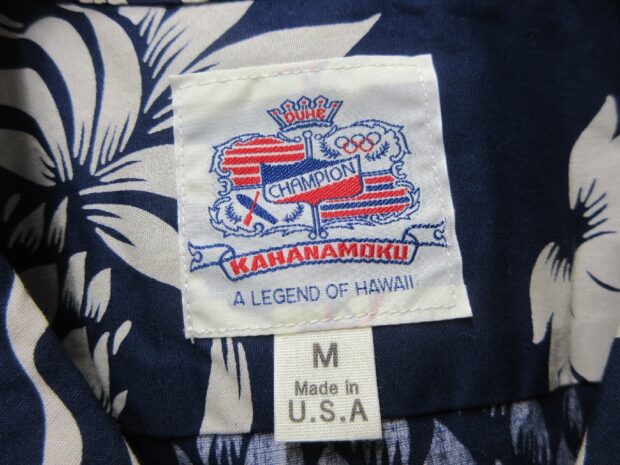 DUKE
CHAMPION
KAHANAMOKU
A LEGEND OF HAWAII
M
Made in
U.S.A